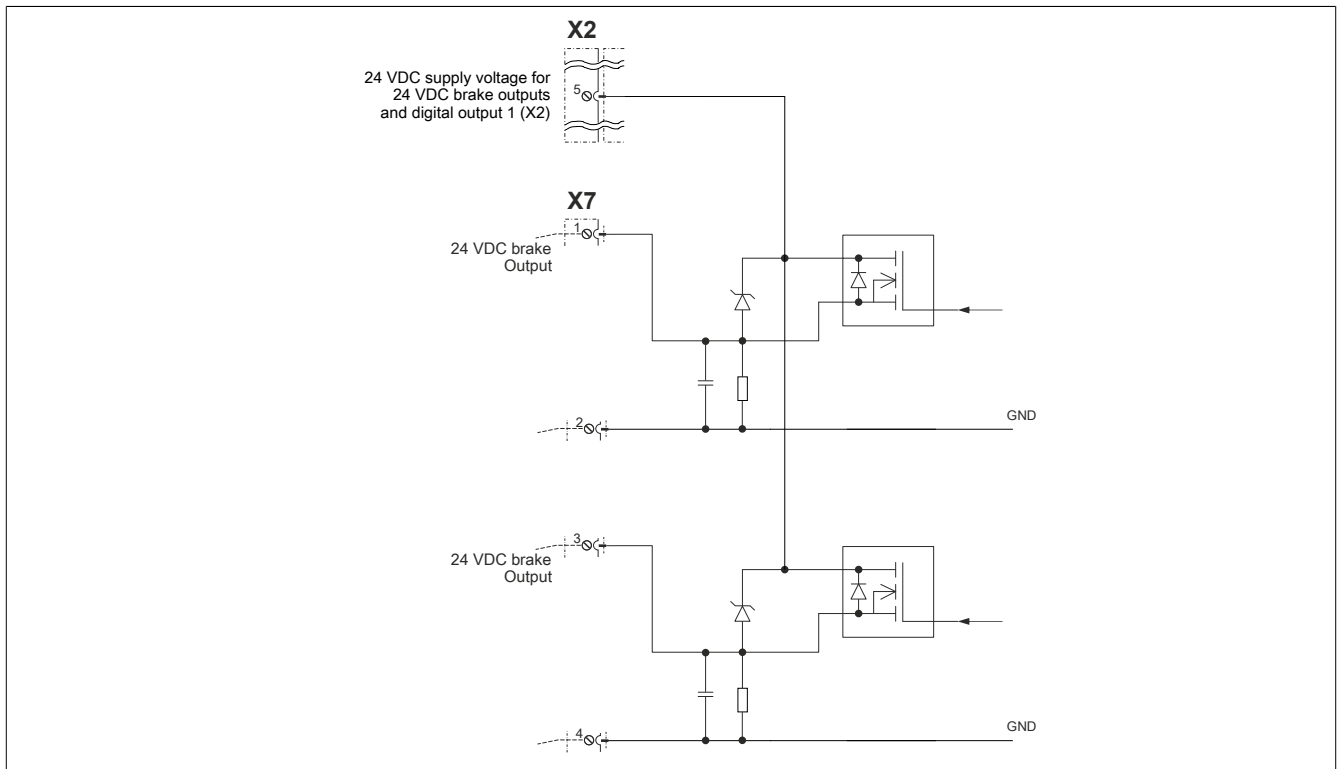 X2
24 VDC supply voltage for
24 VDC brake outputs
and digital output 1 (X2)
5
X7
1
24 VDC brake
Output
2
GND
3
24 VDC brake
Output
4
GND